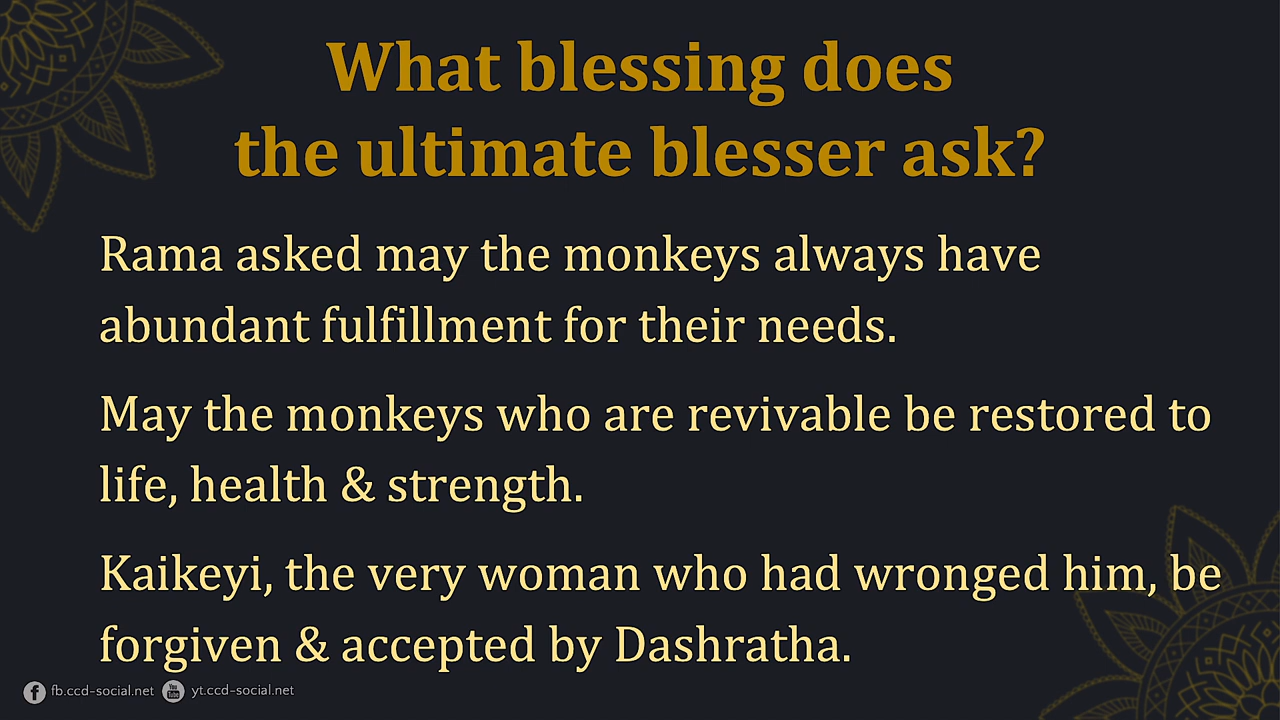 What blessing does
the ultimate blesser ask?
Rama asked may the monkeys always have
abundant fulfillment for their needs.
May the monkeys who are revivable be restored to
life, health & strength.
Kaikeyi, the very woman who had wronged him, be
forgiven & accepted by Dashratha.
f fb.ccd-social.net You Tube yt.ccd-social.net